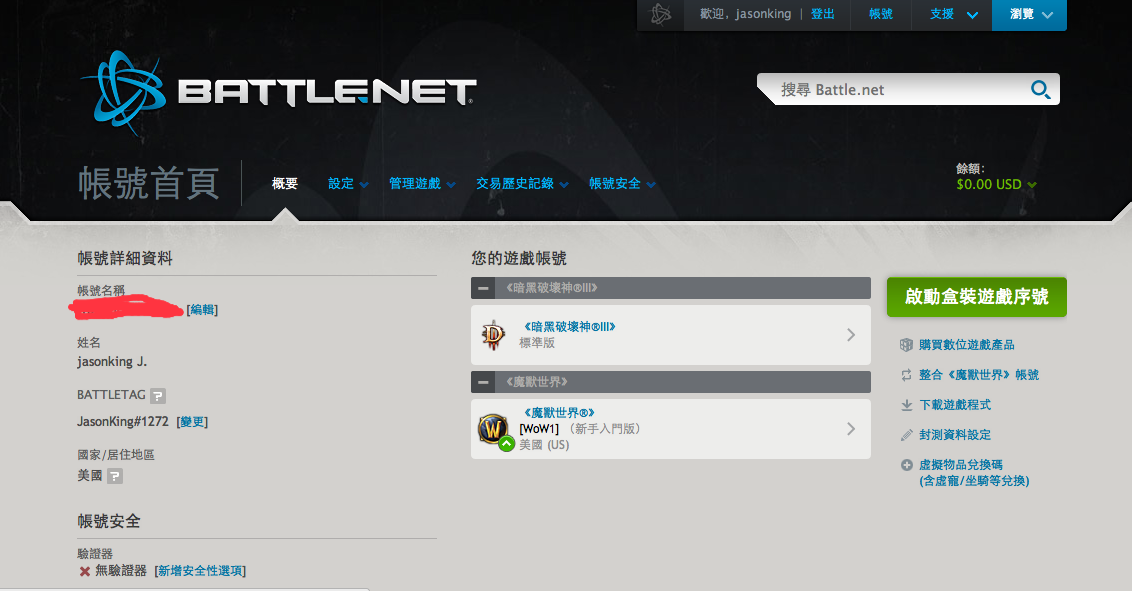 歡迎, jasonking | 登出
帳號
支援
瀏覽
BATTLE.NET
搜尋 Battle.net
帳號首頁
概要
設定
管理遊戲
交易歷史記錄
帳號安全
餘額:
$0.00 USD
帳號詳細資料
帳號名稱
[編輯]
姓名
jasonking J.
BATTLETAG ?
JasonKing#1272 [變更]
國家/居住地區
美國 ?
帳號安全
驗證器
無驗證器 [新增安全性選項]
您的遊戲帳號
《暗黑破壞神®III》
《暗黑破壞神®III》
標準版
《魔獸世界》
《魔獸世界®》
[WoW1] (新手入門版)
美國 (US)
啟動盒裝遊戲序號
購買數位遊戲產品
整合《魔獸世界》帳號
下載遊戲程式
封測資料設定
虛擬物品兌換碼
(含虛寵/坐騎等兌換)